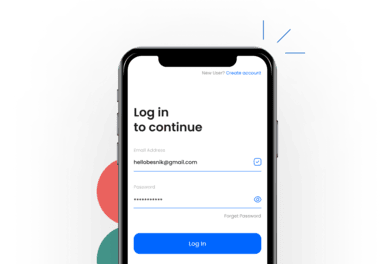 New User? Create account
Log in
to continue
Email Address
hellobesnik@gmail.com
Password
•••••••••••
Forget Password
Log In